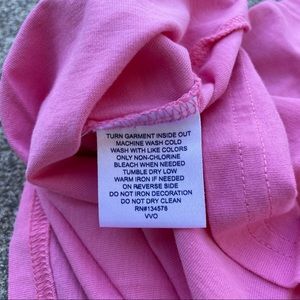 TURN GARMENT INSIDE OUT
MACHINE WASH COLD
WASH WITH LIKE COLORS
ONLY NON-CHLORINE
BLEACH WHEN NEEDED
TUMBLE DRY LOW
WARM IRON IF NEEDED
ON REVERSE SIDE
DO NOT IRON DECORATION
DO NOT DRY CLEAN
RN#134578
VVO